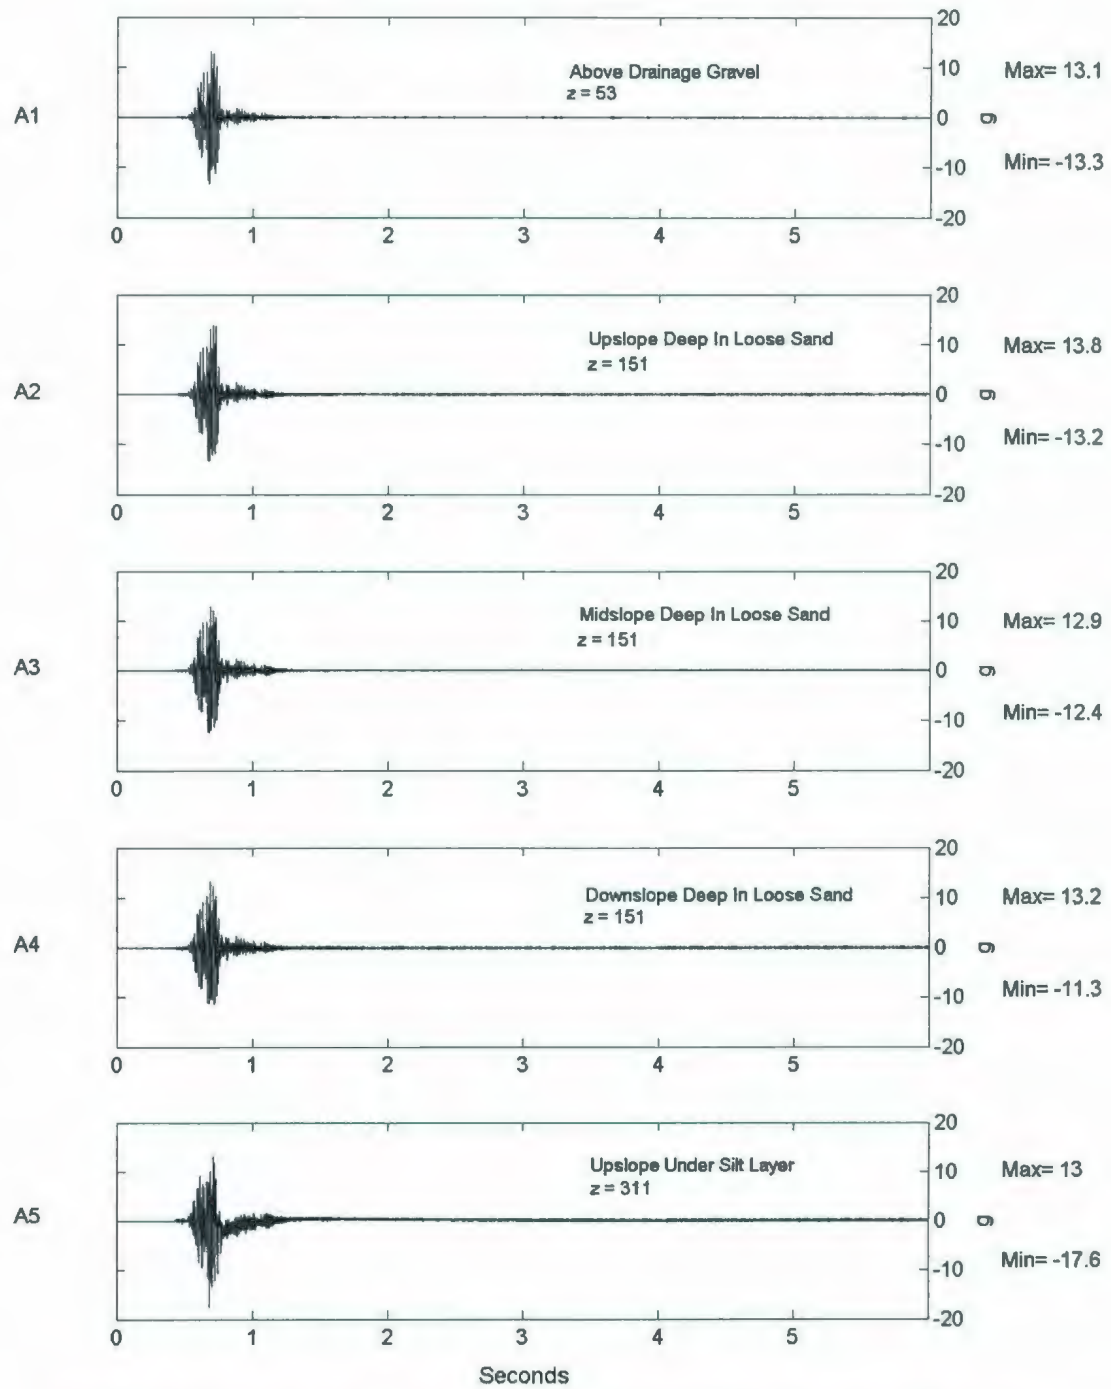 20
Above Drainage Gravel
z = 53
10
Max= 13.1
A1
0
g
-10
Min= -13.3
-20
0 1 2 3 4 5
20
Upslope Deep In Loose Sand
z = 151
10
Max= 13.8
A2
0
g
-10
Min= -13.2
-20
0 1 2 3 4 5
20
Midslope Deep In Loose Sand
z = 151
10
Max= 12.9
A3
0
g
-10
Min= -12.4
-20
0 1 2 3 4 5
20
Downslope Deep In Loose Sand
z = 151
10
Max= 13.2
A4
0
g
-10
Min= -11.3
-20
0 1 2 3 4 5
20
Upslope Under Silt Layer
z = 311
10
Max= 13
A5
0
g
-10
Min= -17.6
-20
0 1 2 3 4 5
Seconds